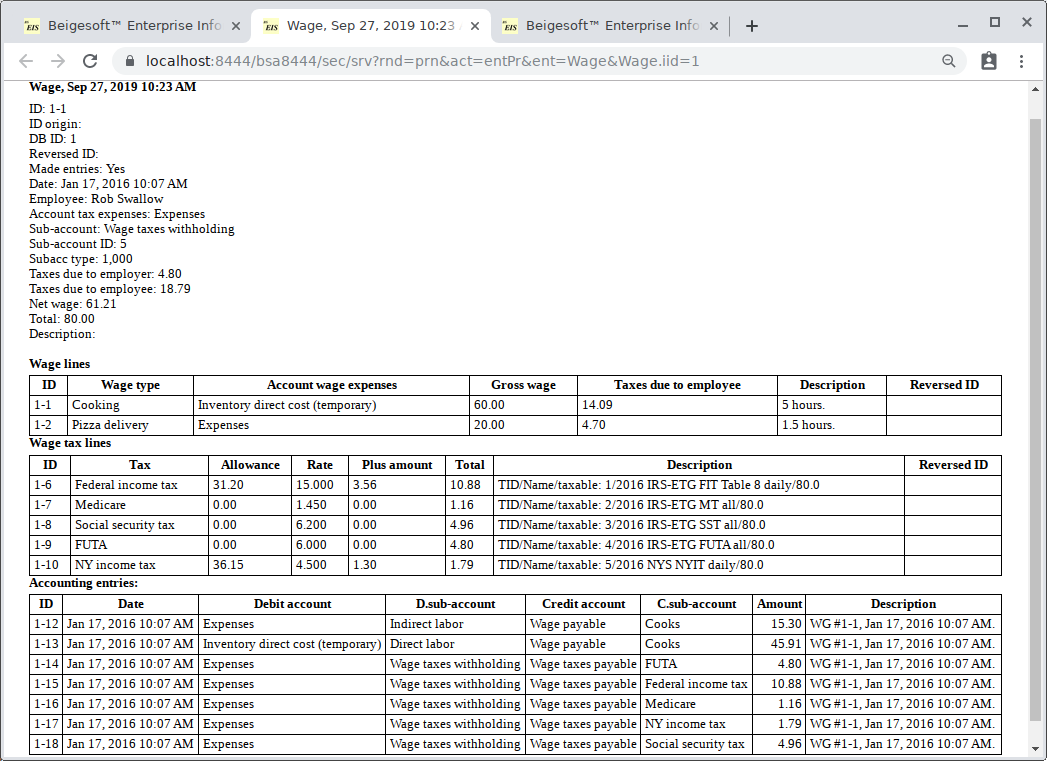 EIS Beigesoft™ Enterprise Info
EIS Wage, Sep 27, 2019 10:23
EIS Beigesoft™ Enterprise Info
localhost:8444/bsa8444/sec/srv?rnd=prn&act=entPr&ent=Wage&Wage.iid=1
Wage, Sep 27, 2019 10:23 AM
ID: 1-1
ID origin:
DB ID: 1
Reversed ID:
Made entries: Yes
Date: Jan 17, 2016 10:07 AM
Employee: Rob Swallow
Account tax expenses: Expenses
Sub-account: Wage taxes withholding
Sub-account ID: 5
Subacc type: 1,000
Taxes due to employer: 4.80
Taxes due to employee: 18.79
Net wage: 61.21
Total: 80.00
Description:
Wage lines
ID Wage type Account wage expenses Gross wage Taxes due to employee Description Reversed ID
1-1 Cooking Inventory direct cost (temporary) 60.00 14.09 5 hours.
1-2 Pizza delivery Expenses 20.00 4.70 1.5 hours.
Wage tax lines
ID Tax Allowance Rate Plus amount Total Description Reversed ID
1-6 Federal income tax 31.20 15.000 3.56 10.88 TID/Name/taxable: 1/2016 IRS-ETG FIT Table 8 daily/80.0
1-7 Medicare 0.00 1.450 0.00 1.16 TID/Name/taxable: 2/2016 IRS-ETG MT all/80.0
1-8 Social security tax 0.00 6.200 0.00 4.96 TID/Name/taxable: 3/2016 IRS-ETG SST all/80.0
1-9 FUTA 0.00 6.000 0.00 4.80 TID/Name/taxable: 4/2016 IRS-ETG FUTA all/80.0
1-10 NY income tax 36.15 4.500 1.30 1.79 TID/Name/taxable: 5/2016 NYS NYIT daily/80.0
Accounting entries:
ID Date Debit account D.sub-account Credit account C.sub-account Amount Description
1-12 Jan 17, 2016 10:07 AM Expenses Indirect labor Wage payable Cooks 15.30 WG #1-1, Jan 17, 2016 10:07 AM.
1-13 Jan 17, 2016 10:07 AM Inventory direct cost (temporary) Direct labor Wage payable Cooks 45.91 WG #1-1, Jan 17, 2016 10:07 AM.
1-14 Jan 17, 2016 10:07 AM Expenses Wage taxes withholding Wage taxes payable FUTA 4.80 WG #1-1, Jan 17, 2016 10:07 AM.
1-15 Jan 17, 2016 10:07 AM Expenses Wage taxes withholding Wage taxes payable Federal income tax 10.88 WG #1-1, Jan 17, 2016 10:07 AM.
1-16 Jan 17, 2016 10:07 AM Expenses Wage taxes withholding Wage taxes payable Medicare 1.16 WG #1-1, Jan 17, 2016 10:07 AM.
1-17 Jan 17, 2016 10:07 AM Expenses Wage taxes withholding Wage taxes payable NY income tax 1.79 WG #1-1, Jan 17, 2016 10:07 AM.
1-18 Jan 17, 2016 10:07 AM Expenses Wage taxes withholding Wage taxes payable Social security tax 4.96 WG #1-1, Jan 17, 2016 10:07 AM.